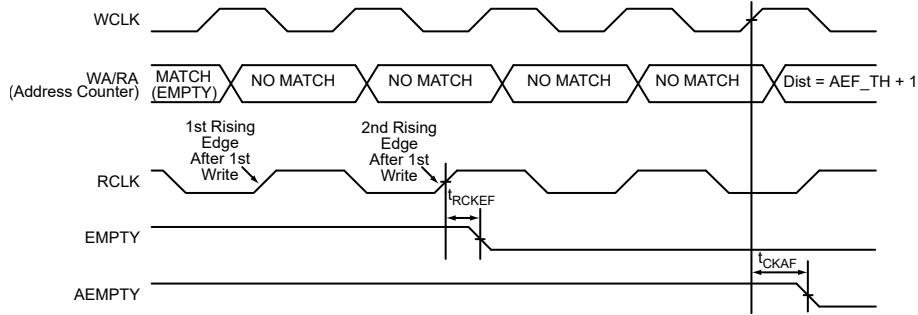 WCLK
WA/RA
(Address Counter)
MATCH
(EMPTY)
NO MATCH
NO MATCH
NO MATCH
NO MATCH
Dist = AEF_TH + 1
1st Rising
Edge
After 1st
Write
2nd Rising
Edge
After 1st
Write
RCLK
tRCKEF
EMPTY
tCKAF
AEMPTY